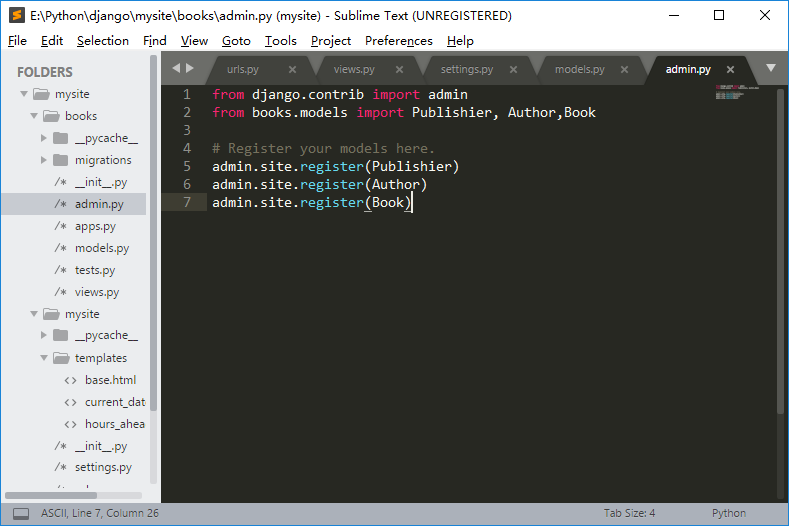 E:\Python\django\mysite\books\admin.py (mysite) - Sublime Text (UNREGISTERED)
File Edit Selection Find View Goto Tools Project Preferences Help
FOLDERS
mysite
books
__pycache__
migrations
/* __init__.py
/* admin.py
/* apps.py
/* models.py
/* tests.py
/* views.py
mysite
__pycache__
templates
<> base.html
<> current_dat
<> hours_ahea
/* __init__.py
/* settings.py
urls.py views.py settings.py models.py admin.py
1 from django.contrib import admin
2 from books.models import Publishier, Author,Book
3
4 # Register your models here.
5 admin.site.register(Publishier)
6 admin.site.register(Author)
7 admin.site.register(Book)
ASCII, Line 7, Column 26 Tab Size: 4 Python